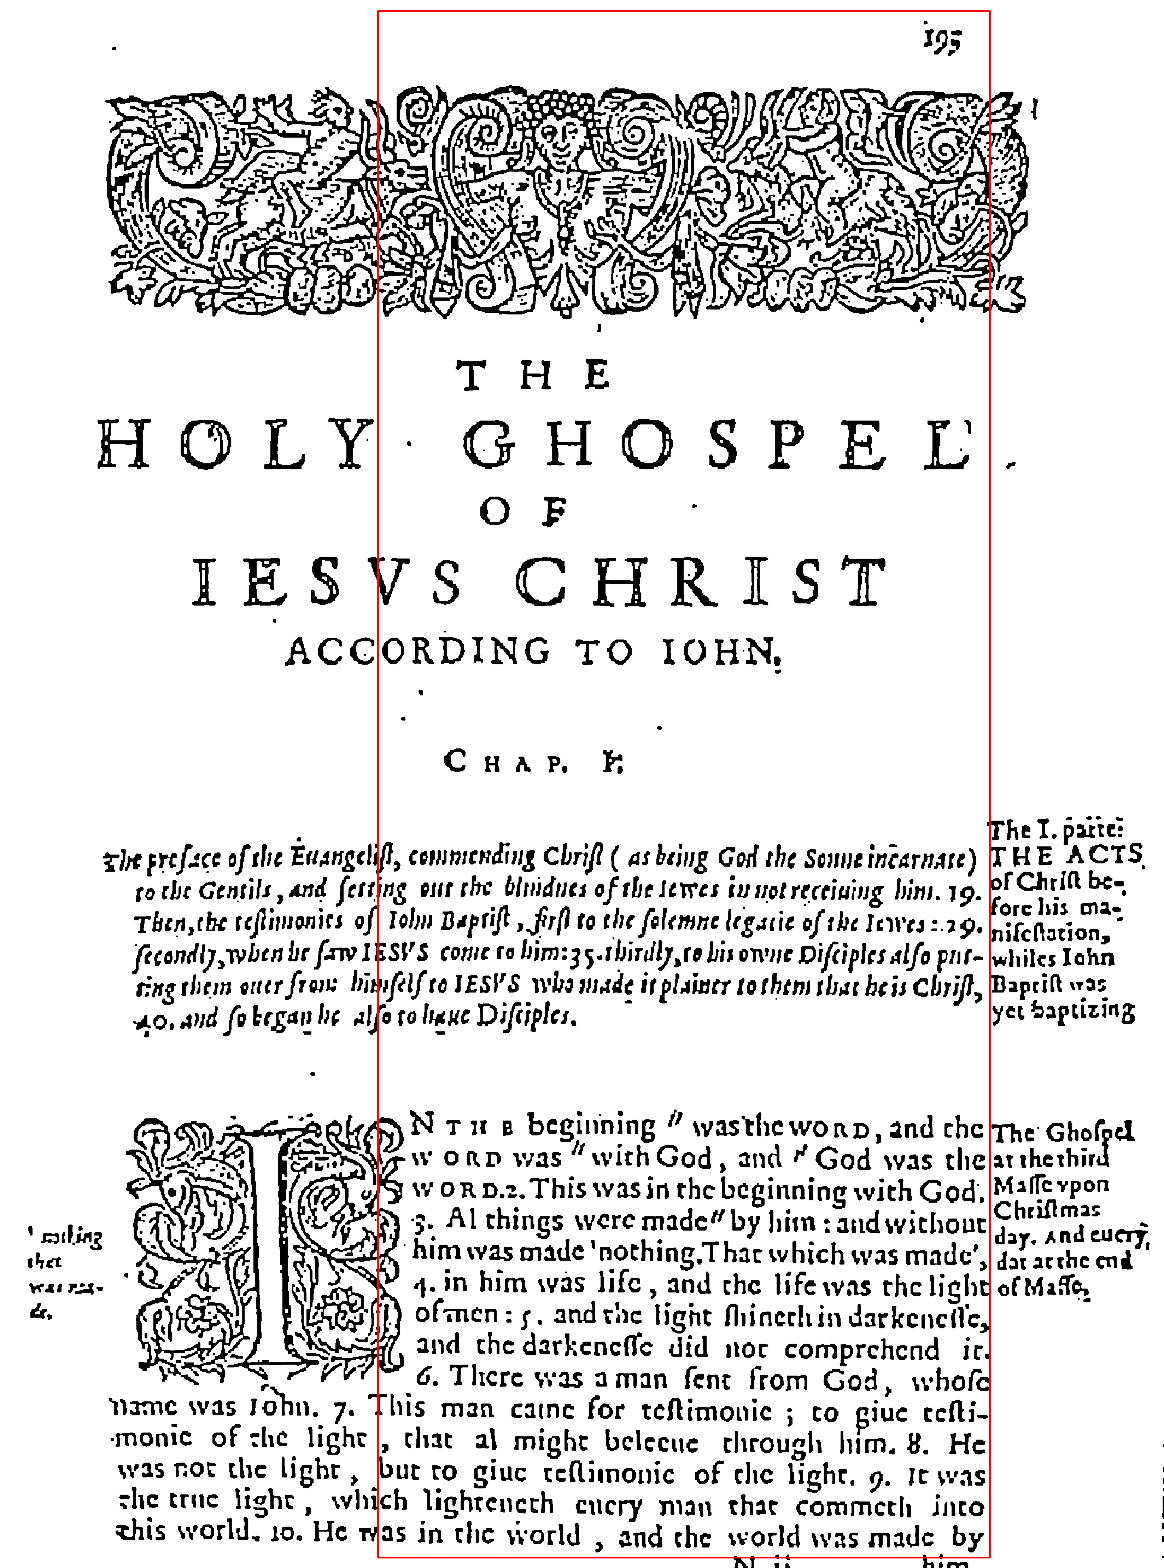 195
THE
HOLY GHOSPEL
OF
IESVS CHRIST
ACCORDING TO IOHN.
CHAP. I.
The preface of the Euangeliſt, commending Chriſt ( as being God the Sonne incarnate)
to the Gentils, and ſetting out the blindnes of the Iewes in not receiuing him. 19.
Then, the teſtimonies of Iohn Baptiſt, firſt to the ſolemne legacie of the Iewes: 29.
ſecondly, when he ſaw IESVS come to him: 35. thirdly, to his owne Diſciples alſo put-
ting them ouer from himſelf to IESVS who made it plainer to them that he is Chriſt,
40. and ſo began he alſo to haue Diſciples.
The I. parte:
THE ACTS
of Chriſt be-
fore his ma-
nifeſtation,
whiles Iohn
Baptiſt was
yet baptizing
IN THE beginning " was the WORD, and the
WORD was " with God, and " God was the
WORD. 2. This was in the beginning with God.
3. Al things were made " by him : and without
him was made 'nothing. That which was made',
4. in him was life, and the life was the light
of men : 5. and the light ſhineth in darkeneſſe,
and the darkeneſſe did not comprehend it.
6. There was a man ſent from God, whoſe
name was Iohn. 7. This man came for teſtimonie ; to giue teſti-
monie of the light, that al might beleeue through him. 8. He
was not the light, but to giue teſtimonie of the light. 9. It was
the true light, which lighteneth euery man that commeth into
this world. 10. He was in the world, and the world was made by
The Ghoſpel
at the third
Maſſe vpon
Chriſtmas
day. And euery
day at the end
of Maſſe.
' nothing
that
was ma-
de.
N ij
him